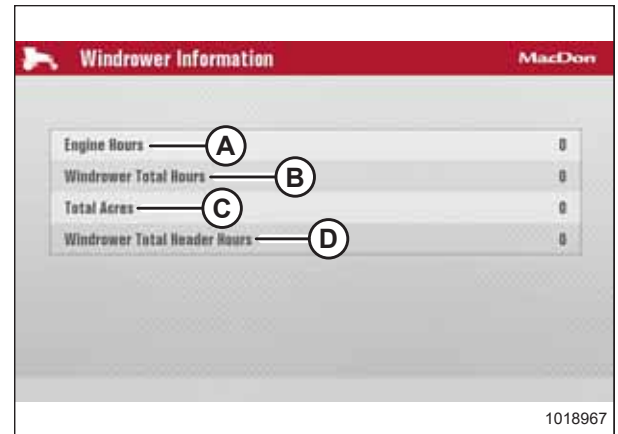 Windrower Information MacDon
Engine Hours A 0
Windrower Total Hours B 0
Total Acres C 0
Windrower Total Header Hours D 0
1018967